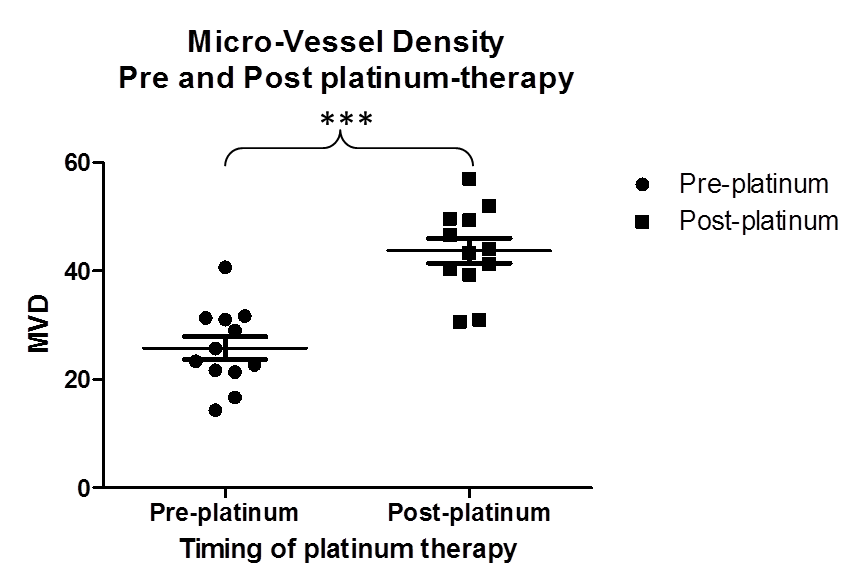 Micro-Vessel Density
Pre and Post platinum-therapy
***
60
40
20
0
MVD
Pre-platinum
Post-platinum
Timing of platinum therapy
Pre-platinum
Post-platinum